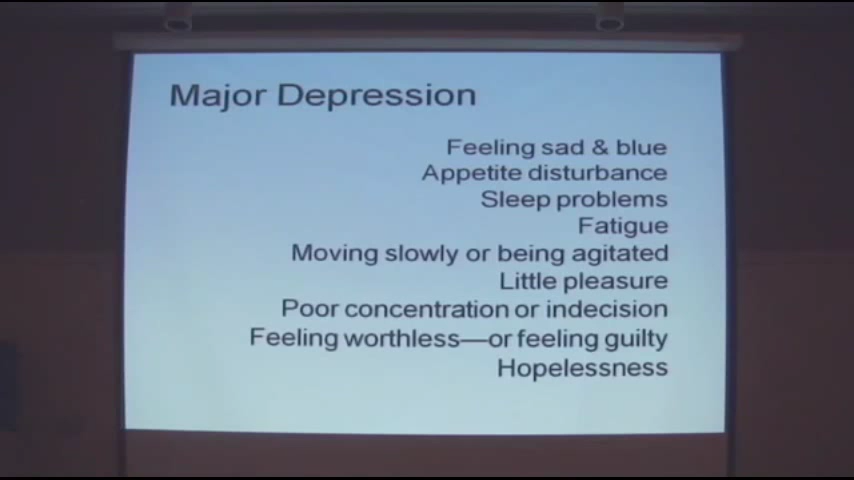 Major Depression
Feeling sad & blue
Appetite disturbance
Sleep problems
Fatigue
Moving slowly or being agitated
Little pleasure
Poor concentration or indecision
Feeling worthless—or feeling guilty
Hopelessness